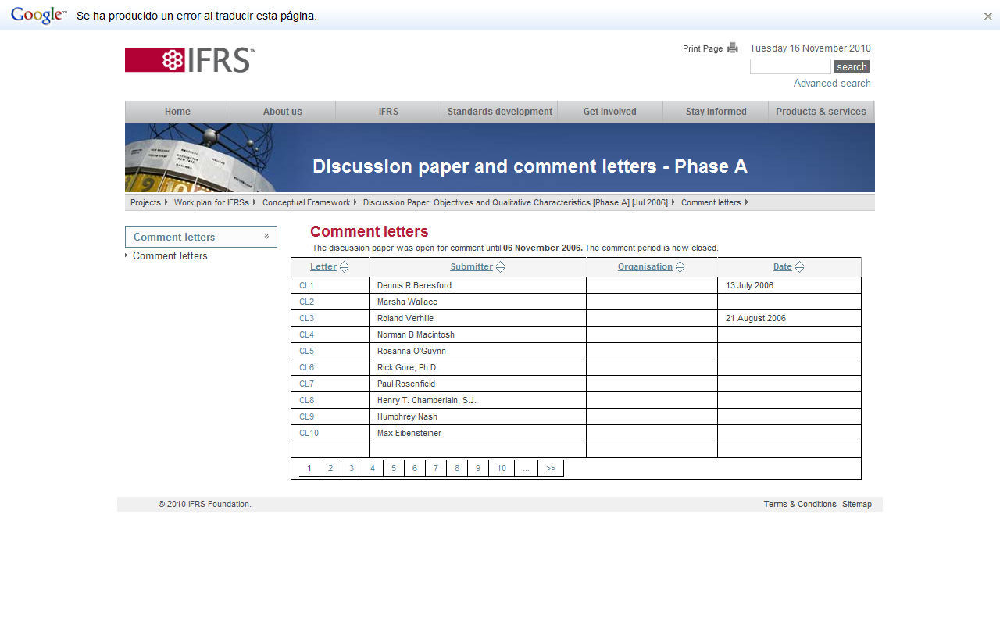 Google™ Se ha producido un error al traducir esta página.
IFRS™
Print Page Tuesday 16 November 2010
search
Advanced search
Home About us IFRS Standards development Get involved Stay informed Products & services
Discussion paper and comment letters - Phase A
Projects Work plan for IFRSs Conceptual Framework Discussion Paper: Objectives and Qualitative Characteristics [Phase A] [Jul 2006] Comment letters
Comment letters
Comment letters
Comment letters
The discussion paper was open for comment until 06 November 2006. The comment period is now closed.
Letter Submitter Organisation Date
CL1 Dennis R Beresford 13 July 2006
CL2 Marsha Wallace
CL3 Roland Verhille 21 August 2006
CL4 Norman B Macintosh
CL5 Rosanna O'Guynn
CL6 Rick Gore, Ph.D.
CL7 Paul Rosenfield
CL8 Henry T. Chamberlain, S.J.
CL9 Humphrey Nash
CL10 Max Eibensteiner
1 2 3 4 5 6 7 8 9 10 ... >>
© 2010 IFRS Foundation. Terms & Conditions Sitemap